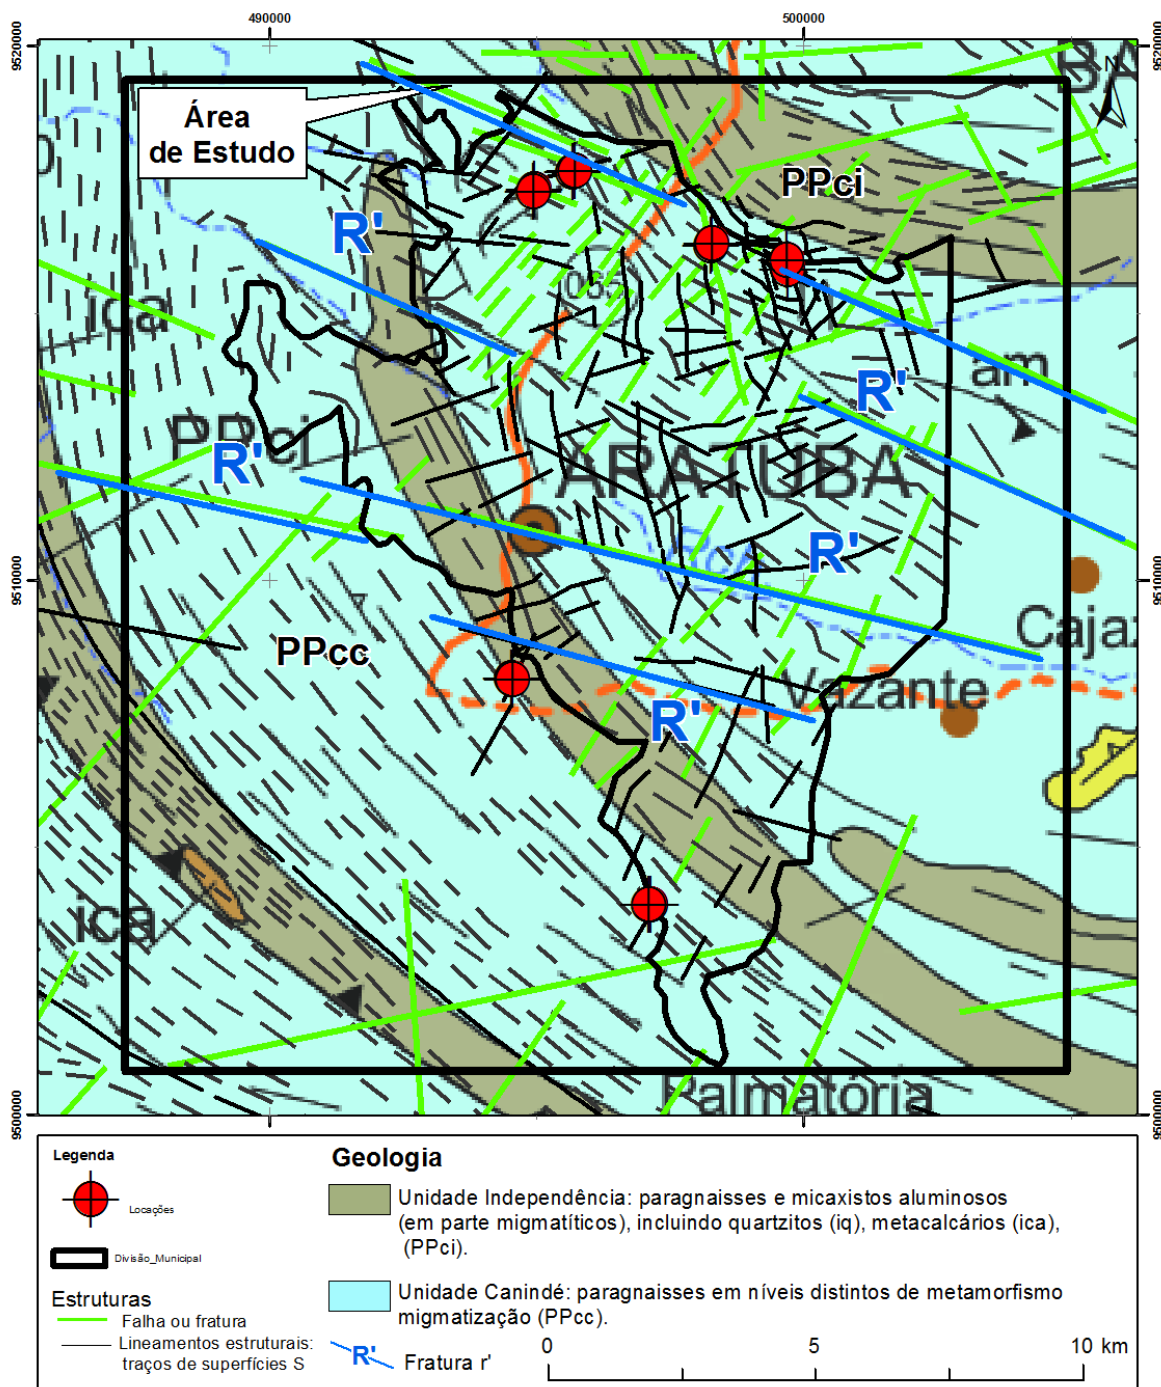 490000
500000
9520000
9520000
BA
N
Área
de Estudo
PPci
R'
ica
am
R'
PPci
R'
ARATUBA
R'
9510000
9510000
Caja
PPcc
Vazante
R'
ica
Palmatória
9500000
9500000
Legenda
Locações
Divisão_Municipal
Estruturas
Falha ou fratura
Lineamentos estruturais:
traços de superfícies S
Geologia
Unidade Independência: paragnaisses e micaxistos aluminosos
(em parte migmatíticos), incluindo quartzitos (iq), metacalcários (ica),
(PPci).
Unidade Canindé: paragnaisses em níveis distintos de metamorfismo
migmatização (PPcc).
R'
Fratura r'
0
5
10 km